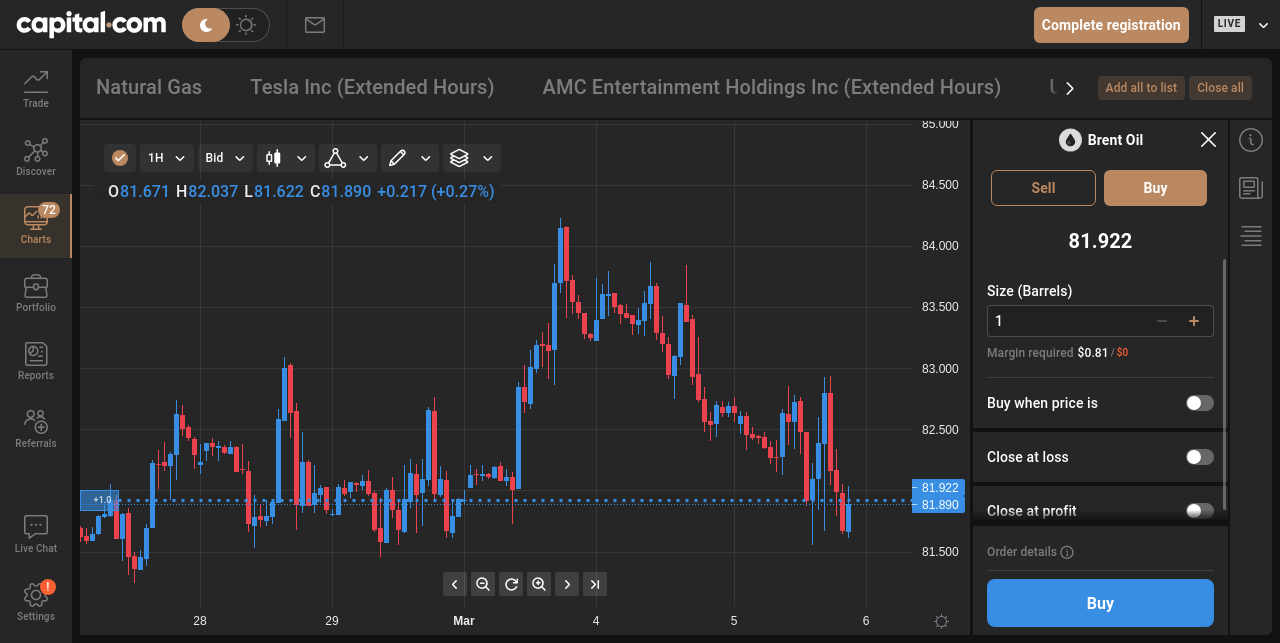 capital.com
Complete registration
LIVE
Trade
Discover
72
Charts
Portfolio
Reports
Referrals
Live Chat
!
Settings
Natural Gas
Tesla Inc (Extended Hours)
AMC Entertainment Holdings Inc (Extended Hours)
Add all to list
Close all
1H
Bid
O81.671 H82.037 L81.622 C81.890 +0.217 (+0.27%)
85.000
84.500
84.000
83.500
83.000
82.500
81.922
81.890
81.500
+1.0
28
29
Mar
4
5
6
Brent Oil
Sell
Buy
81.922
Size (Barrels)
1
Margin required $0.81 / $0
Buy when price is
Close at loss
Close at profit
Order details
Buy